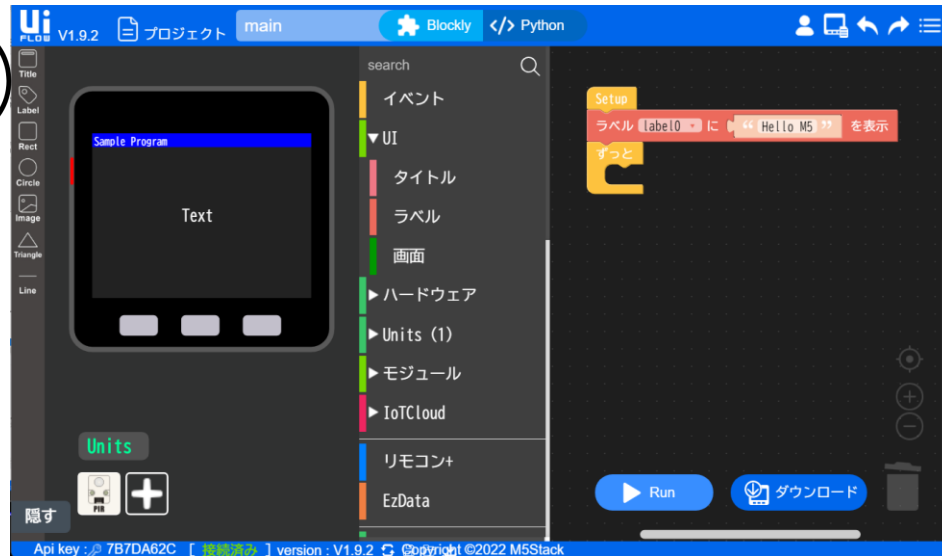 Ui FLOW V1.9.2 プロジェクト main Blockly </> Python
Title
Label
Rect
Circle
Image
Triangle
Line
Sample Program
Text
Units
PIR
隠す
search
イベント
▼UI
タイトル
ラベル
画面
▶ハードウェア
▶Units (1)
▶モジュール
▶IoTCloud
リモコン+
EzData
Setup
ラベル label0 に “ Hello M5 ” を表示
ずっと
Run ダウンロード
Api key : 7B7DA62C [ 接続済み ] version : V1.9.2 Copyright ©2022 M5Stack